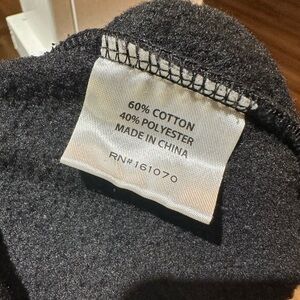 60% COTTON
40% POLYESTER
MADE IN CHINA
RN#161070